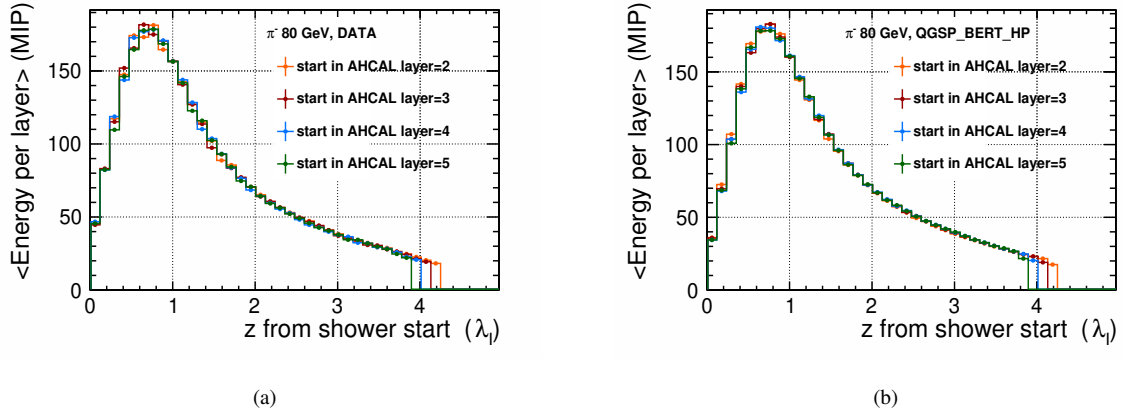 <Energy per layer> (MIP)
150
100
50
0
π⁻ 80 GeV, DATA
start in AHCAL layer=2
start in AHCAL layer=3
start in AHCAL layer=4
start in AHCAL layer=5
0 1 2 3 4
z from shower start (λ_I)
(a)
<Energy per layer> (MIP)
150
100
50
0
π⁻ 80 GeV, QGSP_BERT_HP
start in AHCAL layer=2
start in AHCAL layer=3
start in AHCAL layer=4
start in AHCAL layer=5
0 1 2 3 4
z from shower start (λ_I)
(b)